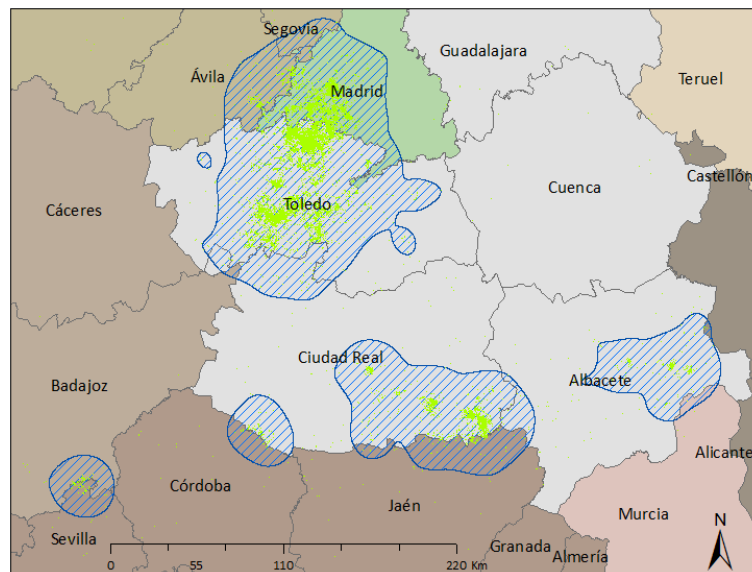 Segovia
Guadalajara
Ávila
Teruel
Madrid
Castellón
Cuenca
Cáceres
Toledo
Ciudad Real
Badajoz
Albacete
Alicante
Córdoba
Jaén
Murcia
N
Sevilla
Granada
Almería
0 55 110 220 Km